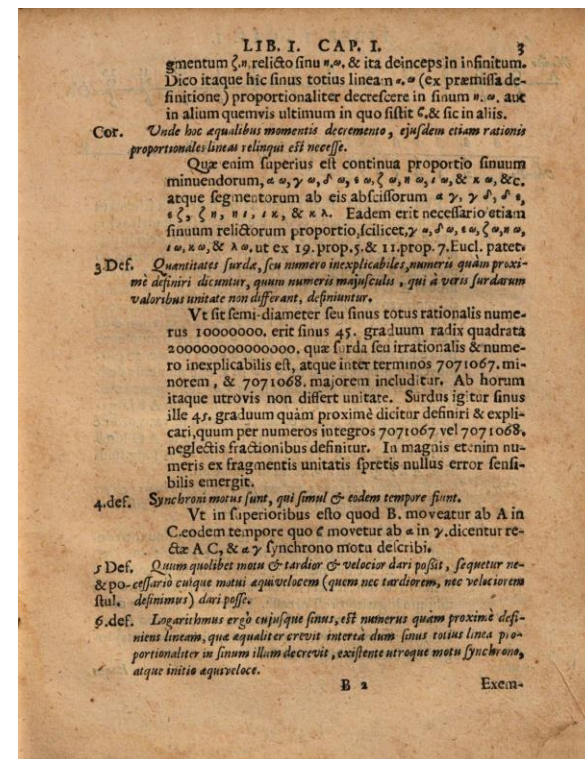 LIB. I. CAP. I. 3
gmentum ζ.η, relicto sinu η.ω. & ita deinceps in infinitum.
Dico itaque hic sinus totius lineam α.ω (ex præmissa de-
finitione) proportionaliter decrescere in sinum η.ω. aut
in alium quemvis ultimum in quo sistit β. & sic in aliis.
Cor. Unde hoc æqualibus momentis decremento, ejusdem etiam rationis
proportionales lineas relinqui est necesse.
Quæ enim superius est continua proportio sinuum
minuendorum, α ω, γ ω, δ ω, ε ω, ζ ω, η ω, ι ω, & κ ω, &c.
atque segmentorum ab eis abscissorum α γ, γ δ, δ ε,
ε ζ, ζ η, η ι, ι κ, & κ λ. Eadem erit necessario etiam
sinuum relictorum proportio, scilicet, γ ω, δ ω, ε ω, ζ ω, η ω,
ι ω, κ ω, & λ ω. ut ex 19. prop. 5. & 11. prop. 7. Eucl. patet.
3 Def. Quantitates surdæ, seu numero inexplicabiles, numeris quàm proxi-
mè definiri dicuntur, quum numeris majusculis, qui à veris surdarum
valoribus unitate non differant, definiuntur.
Vt sit semi-diameter seu sinus totus rationalis nume-
rus 10000000. erit sinus 45. graduum radix quadrata
20000000000000. quæ surda seu irrationalis & nume-
ro inexplicabilis est, atque inter terminos 7071067. mi-
norem, & 7071068. majorem includitur. Ab horum
itaque utrovis non differt unitate. Surdus igitur sinus
ille 45. graduum quàm proximè dicitur definiri & expli-
cari, quum per numeros integros 7071067 vel 7071068.
neglectis fractionibus definitur. In magnis etenim nu-
meris ex fragmentis unitatis spretis nullus error sensi-
bilis emergit.
4. def. Synchroni motus sunt, qui simul & eodem tempore fiunt.
Vt in superioribus esto quod B. moveatur ab A in
C. eodem tempore quo β movetur ab α in γ. dicentur re-
ctæ A C, & α γ synchrono motu describi.
5 Def. Quum quolibet motu & tardior & velocior dari possit, sequetur ne-
& po- cessariò cuique motui æquivelocem (quem nec tardiorem, nec velociorem
stul. definimus) dari posse.
6. def. Logarithmus ergò cujusque sinus, est numerus quàm proximè defi-
niens lineam, quæ æqualiter crevit interea dum sinus totius linea pro-
portionaliter in sinum illum decrevit, existente utroque motu synchrono,
atque initio æquiveloce.
B 2 Exem-